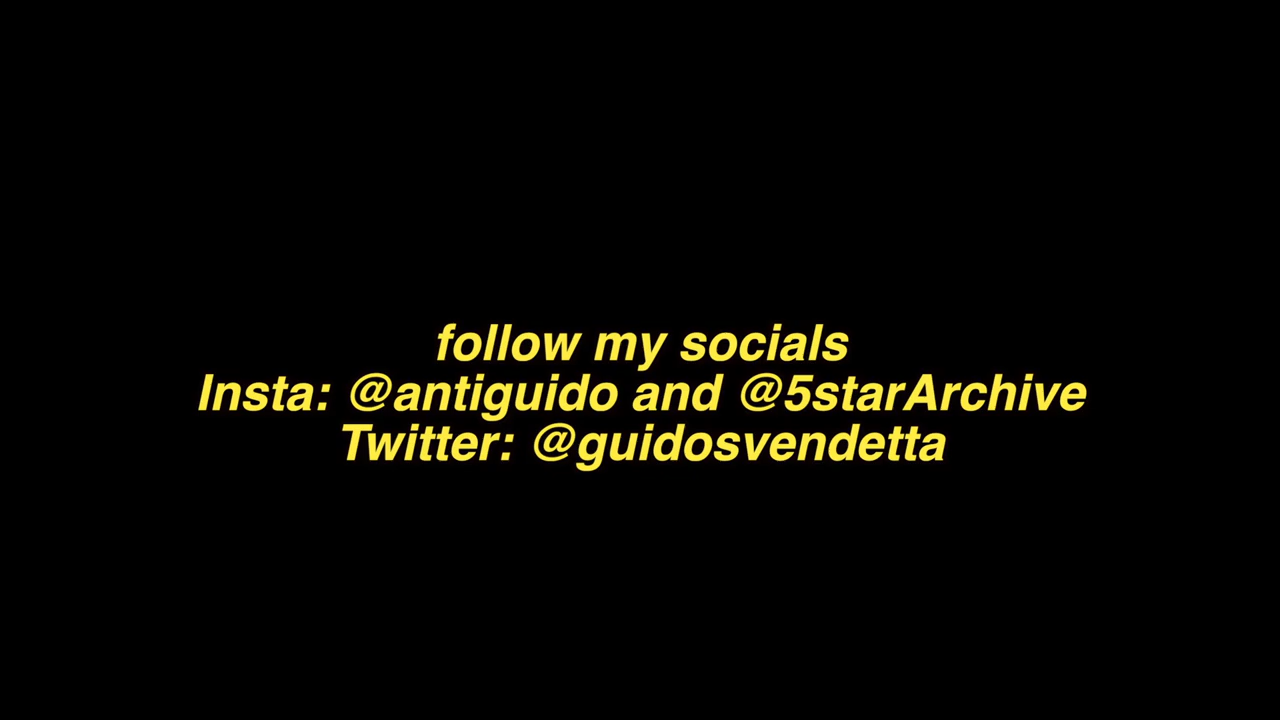 follow my socials
Insta: @antiguido and @5starArchive
Twitter: @guidosvendetta